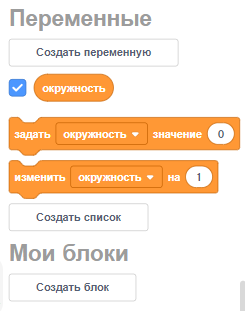 Переменные
Создать переменную
окружность
задать окружность значение 0
изменить окружность на 1
Создать список
Мои блоки
Создать блок